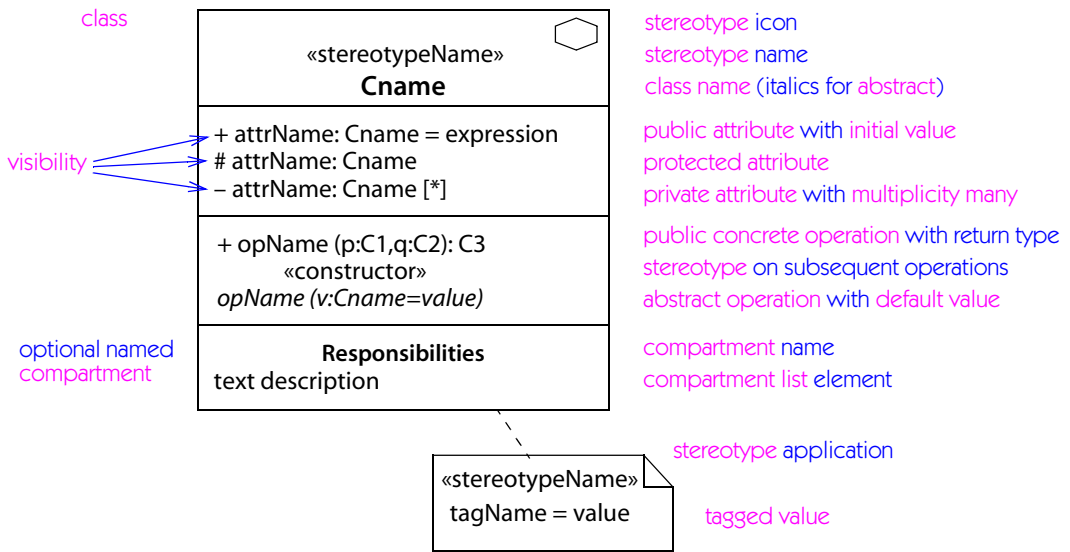 class
stereotype icon
«stereotypeName»
stereotype name
Cname
class name (italics for abstract)
+ attrName: Cname = expression
public attribute with initial value
visibility
# attrName: Cname
protected attribute
– attrName: Cname [*]
private attribute with multiplicity many
+ opName (p:C1,q:C2): C3
public concrete operation with return type
«constructor»
stereotype on subsequent operations
opName (v:Cname=value)
abstract operation with default value
optional named
compartment
Responsibilities
compartment name
text description
compartment list element
stereotype application
«stereotypeName»
tagName = value
tagged value